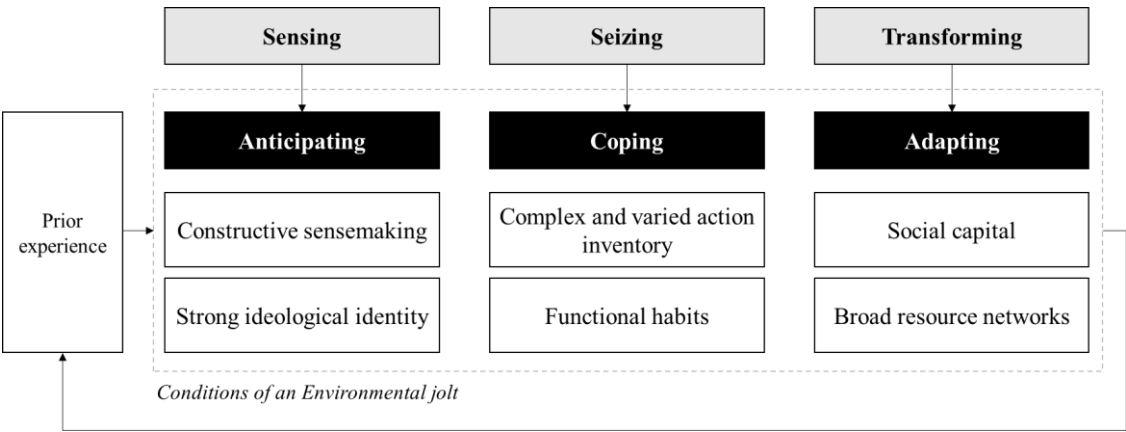 Sensing
Seizing
Transforming
Anticipating
Coping
Adapting
Prior
experience
Constructive sensemaking
Complex and varied action
inventory
Social capital
Strong ideological identity
Functional habits
Broad resource networks
Conditions of an Environmental jolt